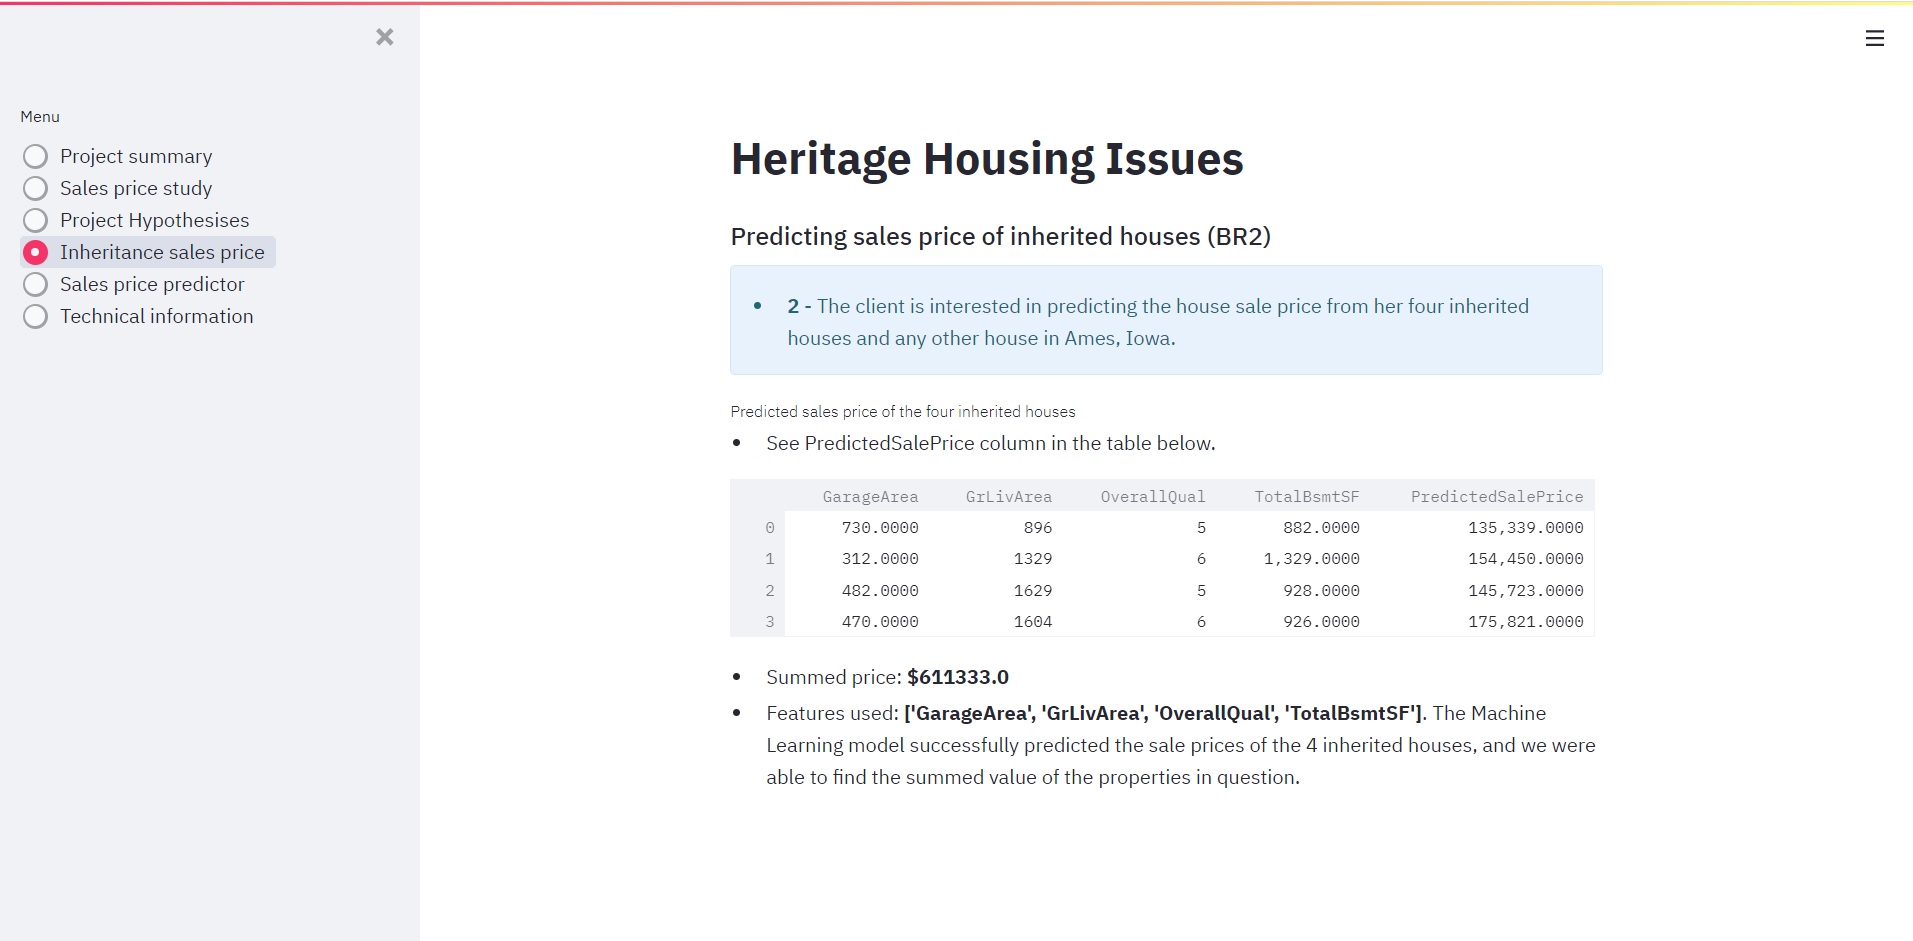 Menu
Project summary
Sales price study
Project Hypothesises
Inheritance sales price
Sales price predictor
Technical information
Heritage Housing Issues
Predicting sales price of inherited houses (BR2)
2 - The client is interested in predicting the house sale price from her four inherited
houses and any other house in Ames, Iowa.
Predicted sales price of the four inherited houses
See PredictedSalePrice column in the table below.
GarageArea GrLivArea OverallQual TotalBsmtSF PredictedSalePrice
0 730.0000 896 5 882.0000 135,339.0000
1 312.0000 1329 6 1,329.0000 154,450.0000
2 482.0000 1629 5 928.0000 145,723.0000
3 470.0000 1604 6 926.0000 175,821.0000
Summed price: $611333.0
Features used: ['GarageArea', 'GrLivArea', 'OverallQual', 'TotalBsmtSF']. The Machine
Learning model successfully predicted the sale prices of the 4 inherited houses, and we were
able to find the summed value of the properties in question.